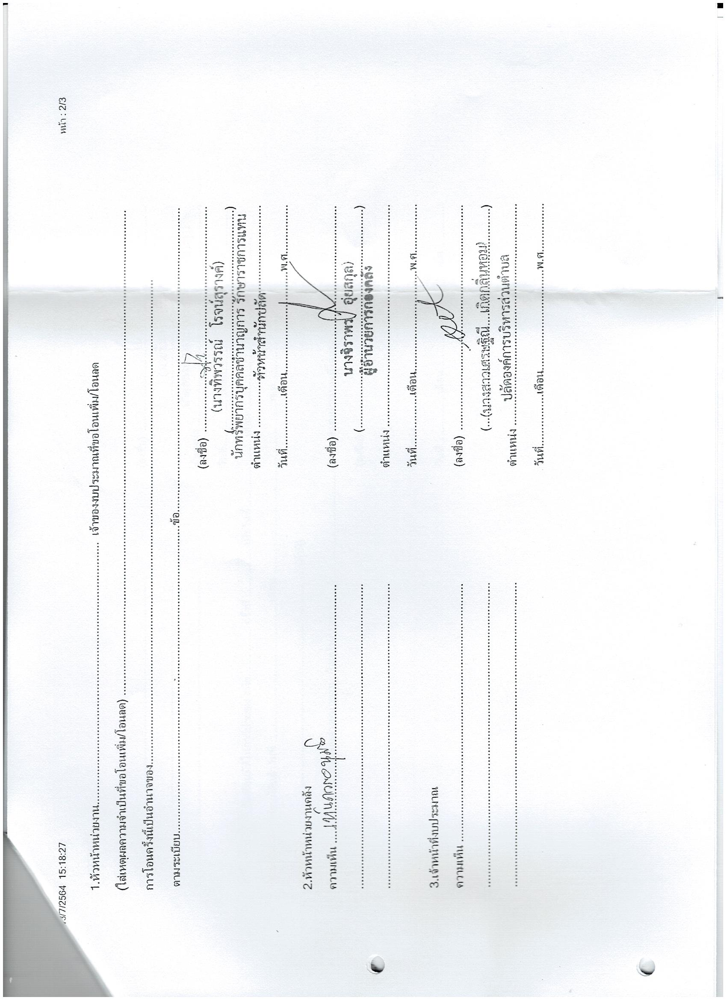 /7/2564 15:18:27
หน้า : 2/3
1.หัวหน้าหน่วยงาน.................................................. เจ้าของงบประมาณที่ขอโอนเพิ่ม/โอนลด
(ใส่เหตุผลความจำเป็นที่ขอโอนเพิ่ม/โอนลด)..................................................
การโอนครั้งนี้เป็นอำนาจของ..................................................
ตามระเบียบ..................................................ข้อ..................................................
(ลงชื่อ) ..................................................
(นางทิพวรรณ์ โรจน์สุรางค์)
(..................................................)
นักทรัพยากรบุคคลชำนาญการ รักษาราชการแทน
ตำแหน่ง ..........หัวหน้าสำนักปลัด....................
วันที่...............เดือน..............................พ.ศ...............
2.หัวหน้าหน่วยงานคลัง
ความเห็น ......เห็นควรอนุมัติ..................................................
(ลงชื่อ) ..................................................
นางจิราพร อุ่ยสกุล)
(..................................................)
ผู้อำนวยการกองคลัง
ตำแหน่ง ..................................................
วันที่...............เดือน..............................พ.ศ...............
3.เจ้าหน้าที่งบประมาณ
ความเห็น ..................................................
(ลงชื่อ) ..................................................
(....(นางสาวเศรษฐิณี....เกิดกลิ่นหอม)..........)
ปลัดองค์การบริหารส่วนตำบล
ตำแหน่ง ..................................................
วันที่...............เดือน..............................พ.ศ...............